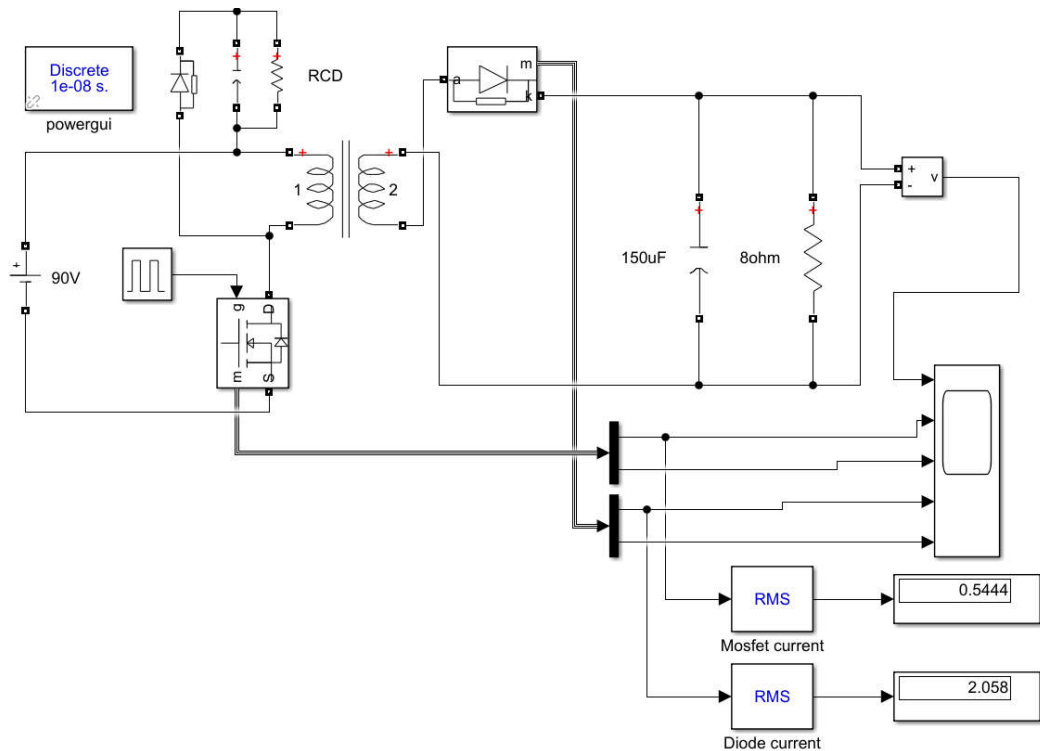 Discrete
1e-08 s.
powergui
RCD
+
+
a
m
k
+
1
+
2
+
90V
g
D
m
S
+
150uF
+
8ohm
+
-
v
RMS
Mosfet current
0.5444
RMS
Diode current
2.058